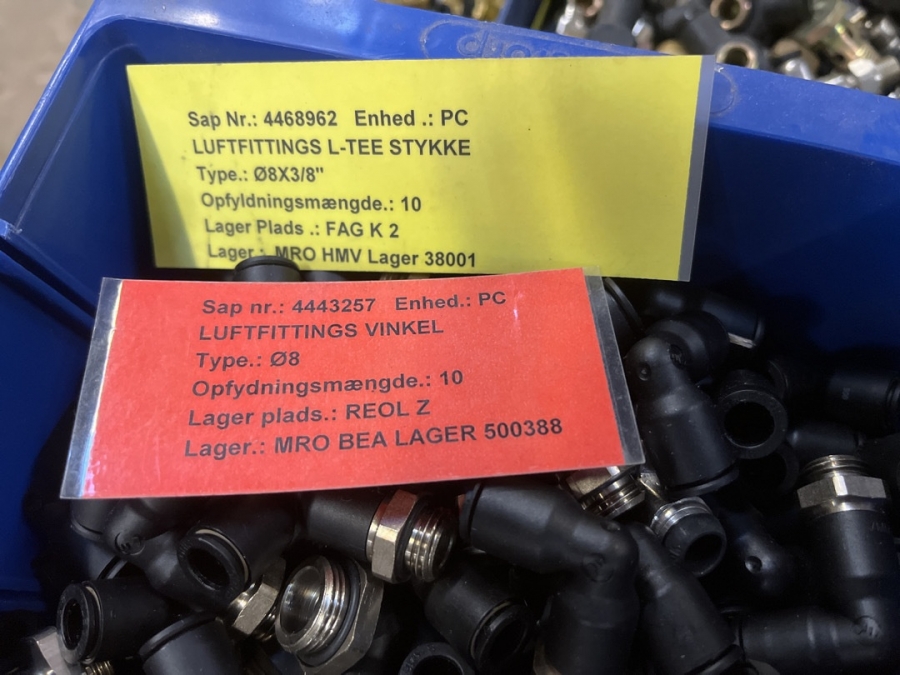 Sap Nr.: 4468962 Enhed .: PC
LUFTFITTINGS L-TEE STYKKE
Type.: Ø8X3/8"
Opfyldningsmængde.: 10
Lager Plads .: FAG K 2
Lager.: MRO HMV Lager 38001
Sap nr.: 4443257 Enhed.: PC
LUFTFITTINGS VINKEL
Type.: Ø8
Opfydningsmængde.: 10
Lager plads.: REOL Z
Lager.: MRO BEA LAGER 500388